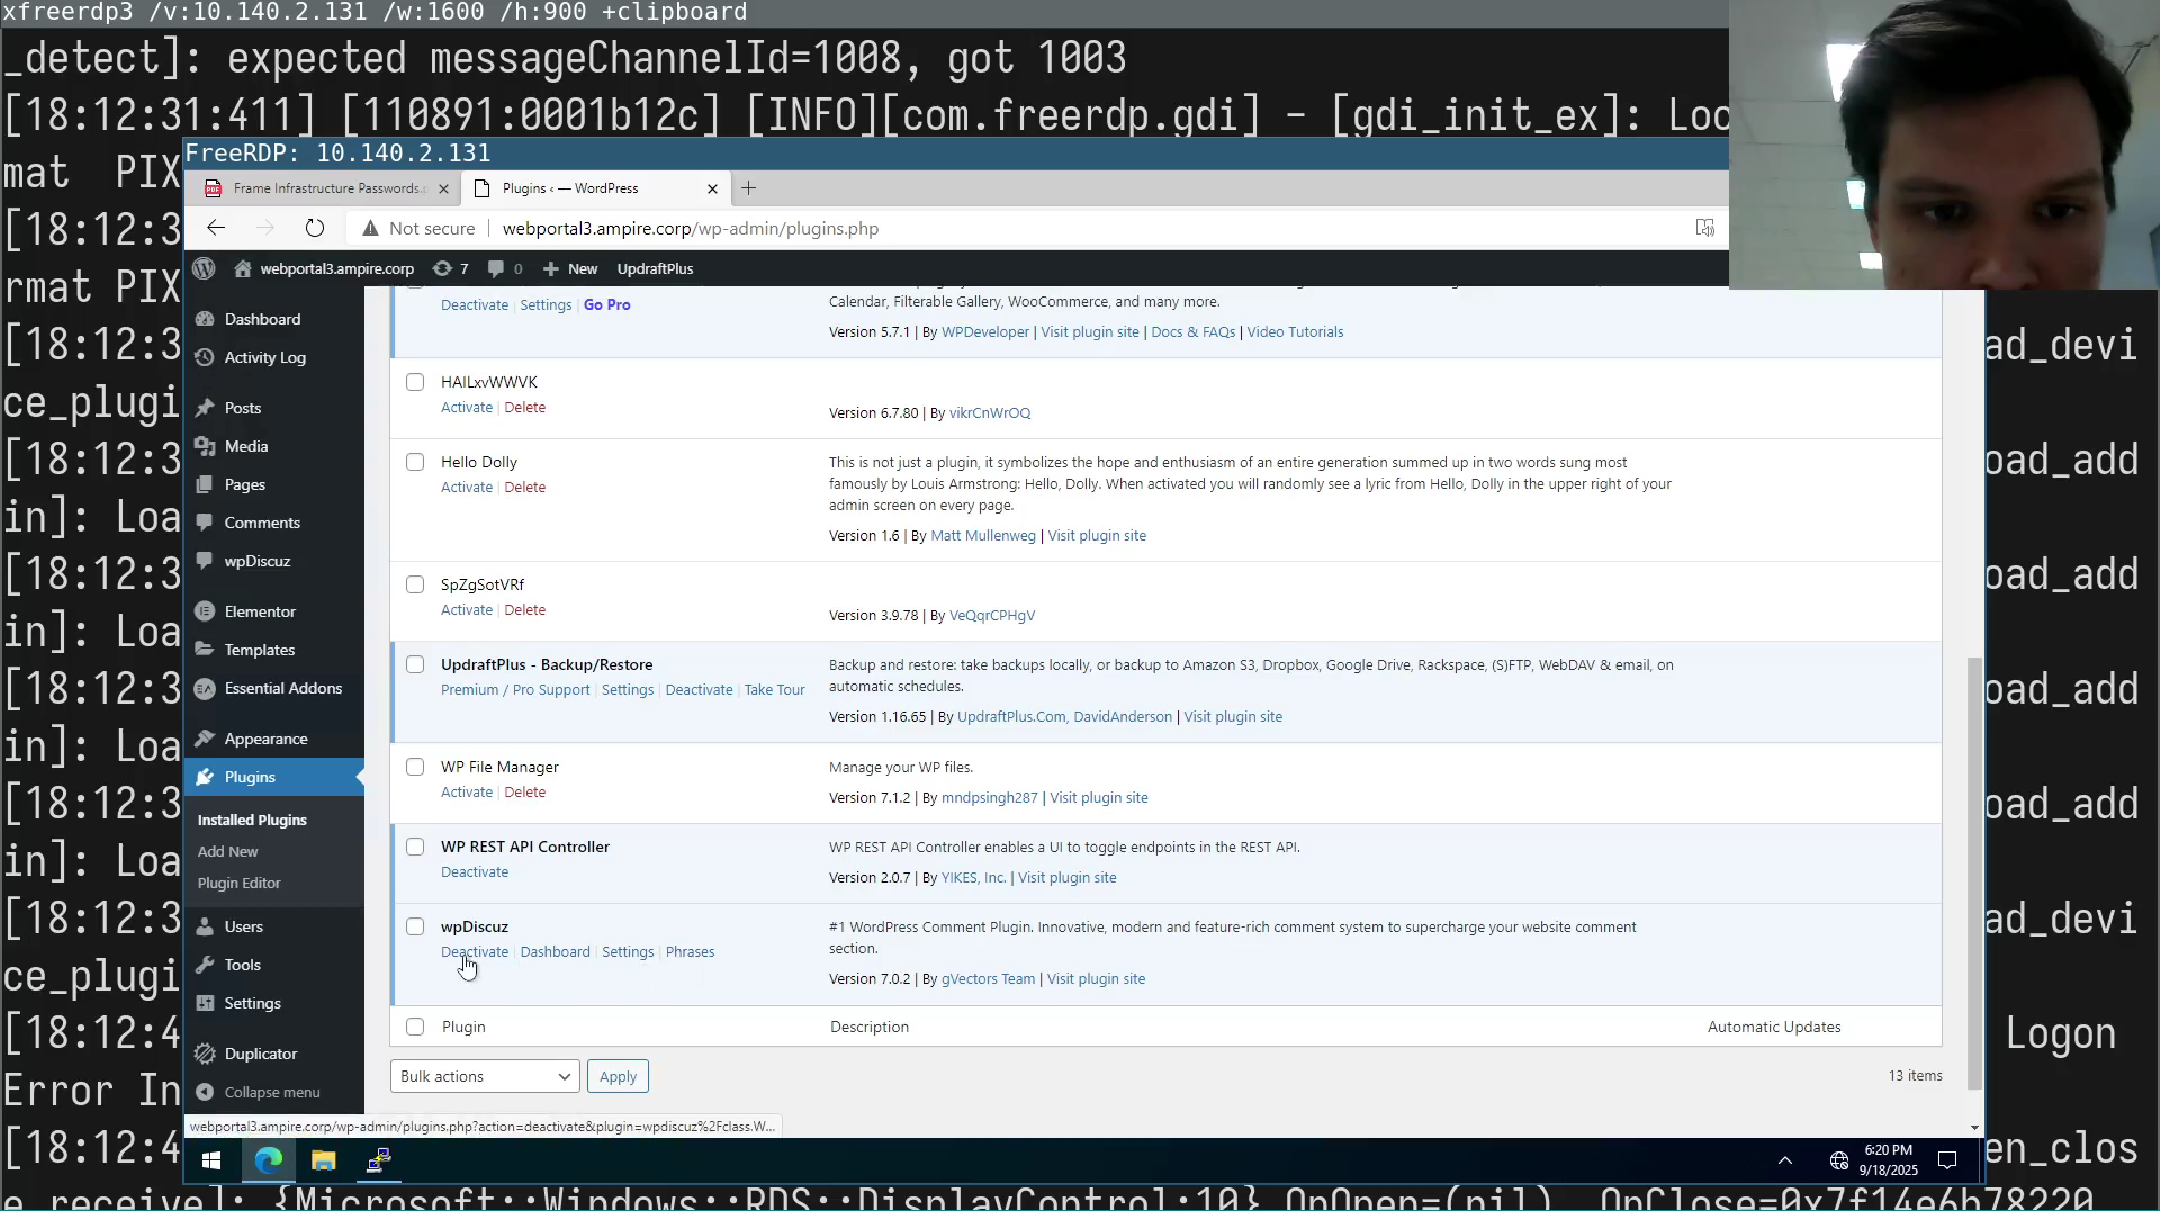 xfreerdp3 /v:10.140.2.131 /w:1600 /h:900 +clipboard
_detect]: expected messageChannelId=1008, got 1003
[18:12:31:411] [110891:0001b12c] [INFO][com.freerdp.gdi] - [gdi_init_ex]: Loc
FreeRDP: 10.140.2.131
mat PIX
Frame Infrastructure Passwords.
Plugins ‹ — WordPress
[18:12:3
Not secure
webportal3.ampire.corp/wp-admin/plugins.php
rmat PIX
webportal3.ampire.corp
7
0
New
UpdraftPlus
Dashboard
Activity Log
Posts
Media
Pages
Comments
wpDiscuz
Elementor
Templates
Essential Addons
Appearance
Plugins
Installed Plugins
Add New
Plugin Editor
Users
Tools
Settings
Duplicator
Collapse menu
Deactivate | Settings | Go Pro
Calendar, Filterable Gallery, WooCommerce, and many more.
Version 5.7.1 | By WPDeveloper | Visit plugin site | Docs & FAQs | Video Tutorials
HAILxvWWVK
Activate | Delete
Version 6.7.80 | By vikrCnWrOQ
Hello Dolly
Activate | Delete
This is not just a plugin, it symbolizes the hope and enthusiasm of an entire generation summed up in two words sung most
famously by Louis Armstrong: Hello, Dolly. When activated you will randomly see a lyric from Hello, Dolly in the upper right of your
admin screen on every page.
Version 1.6 | By Matt Mullenweg | Visit plugin site
SpZgSotVRf
Activate | Delete
Version 3.9.78 | By VeQqrCPHgV
UpdraftPlus - Backup/Restore
Premium / Pro Support | Settings | Deactivate | Take Tour
Backup and restore: take backups locally, or backup to Amazon S3, Dropbox, Google Drive, Rackspace, (S)FTP, WebDAV & email, on
automatic schedules.
Version 1.16.65 | By UpdraftPlus.Com, DavidAnderson | Visit plugin site
WP File Manager
Activate | Delete
Manage your WP files.
Version 7.1.2 | By mndpsingh287 | Visit plugin site
WP REST API Controller
Deactivate
WP REST API Controller enables a UI to toggle endpoints in the REST API.
Version 2.0.7 | By YIKES, Inc. | Visit plugin site
wpDiscuz
Deactivate | Dashboard | Settings | Phrases
#1 WordPress Comment Plugin. Innovative, modern and feature-rich comment system to supercharge your website comment
section.
Version 7.0.2 | By gVectors Team | Visit plugin site
Plugin
Description
Automatic Updates
Bulk actions
Apply
13 items
webportal3.ampire.corp/wp-admin/plugins.php?action=deactivate&plugin=wpdiscuz%2Fclass.W...
6:20 PM
9/18/2025
[18:12:3
ad_devi
ce_plugi
[18:12:3
oad_add
in]: Loa
[18:12:3
oad_add
in]: Loa
[18:12:3
oad_add
in]: Loa
[18:12:3
oad_add
in]: Loa
[18:12:3
ad_devi
ce_plugi
[18:12:4
Logon
Error In
[18:12:4
en_clos
e_receive]: {Microsoft::Windows::RDS::DisplayControl:10} OnOpen=(nil), OnClose=0x7f14e6b78220